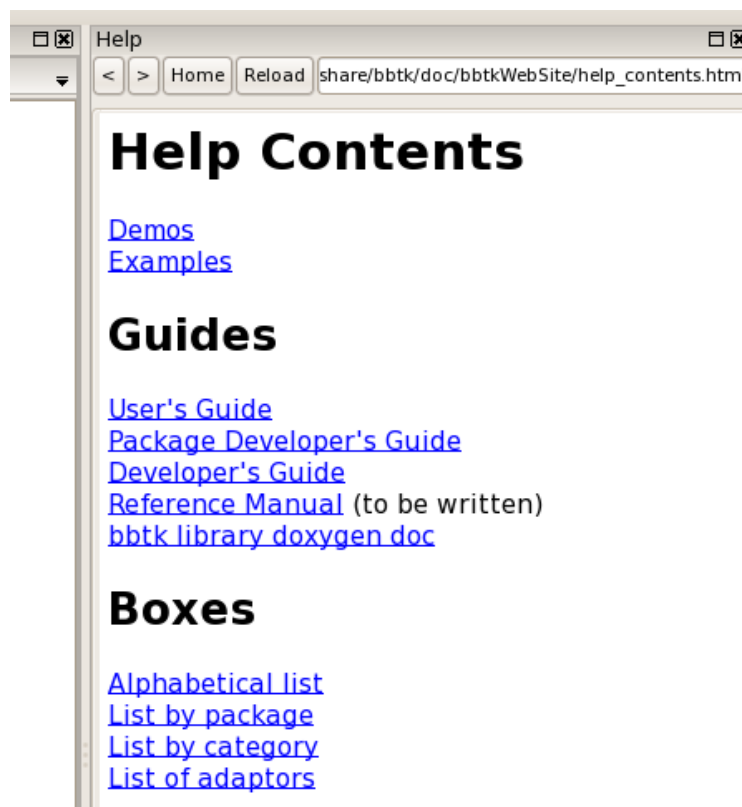 Help
< > Home Reload share/bbtk/doc/bbtkWebSite/help_contents.htm
Help Contents
Demos
Examples
Guides
User's Guide
Package Developer's Guide
Developer's Guide
Reference Manual (to be written)
bbtk library doxygen doc
Boxes
Alphabetical list
List by package
List by category
List of adaptors